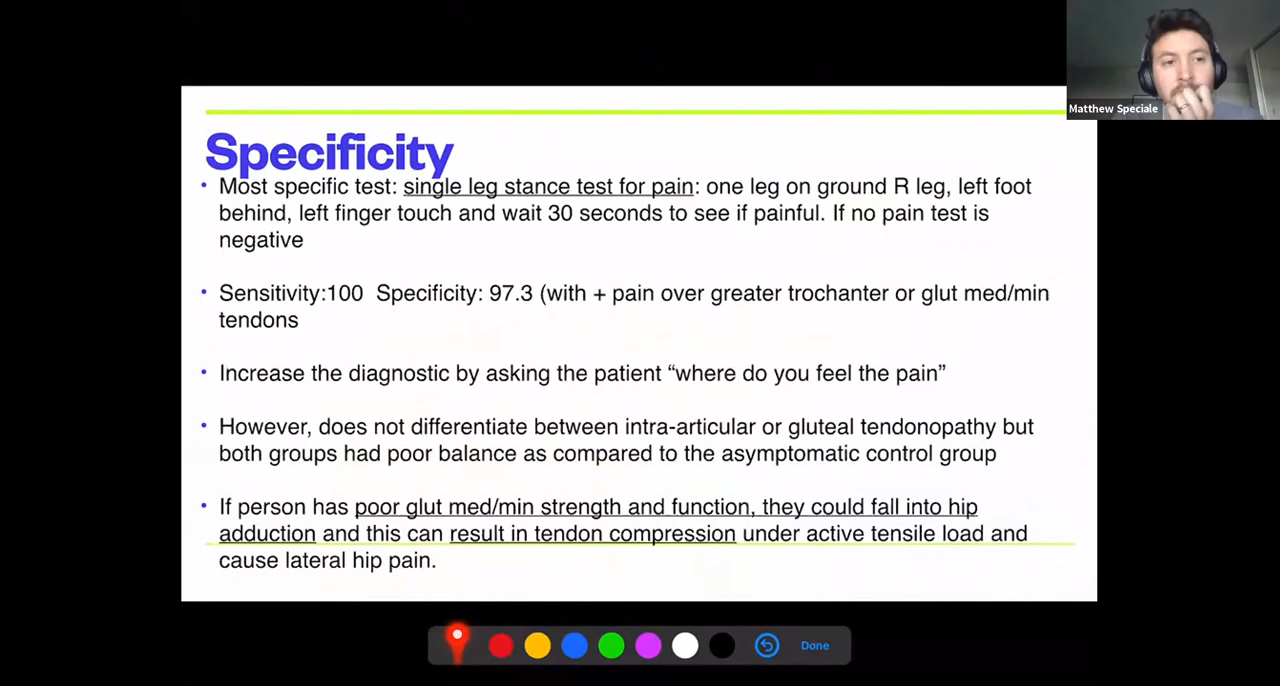 Matthew Speciale
Specificity
• Most specific test: single leg stance test for pain: one leg on ground R leg, left foot
behind, left finger touch and wait 30 seconds to see if painful. If no pain test is
negative
• Sensitivity:100 Specificity: 97.3 (with + pain over greater trochanter or glut med/min
tendons
• Increase the diagnostic by asking the patient “where do you feel the pain”
• However, does not differentiate between intra-articular or gluteal tendonopathy but
both groups had poor balance as compared to the asymptomatic control group
• If person has poor glut med/min strength and function, they could fall into hip
adduction and this can result in tendon compression under active tensile load and
cause lateral hip pain.
Done